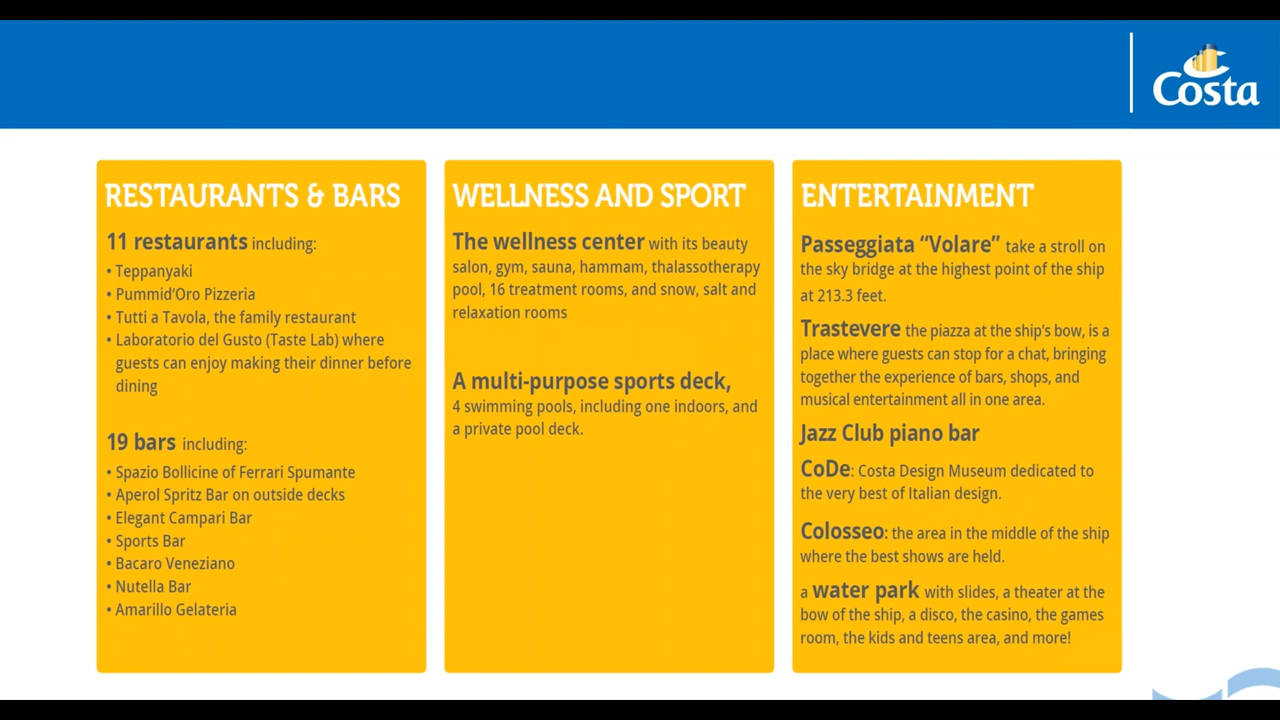 Costa
RESTAURANTS & BARS
11 restaurants including:
• Teppanyaki
• Pummid'Oro Pizzeria
• Tutti a Tavola, the family restaurant
• Laboratorio del Gusto (Taste Lab) where
guests can enjoy making their dinner before
dining
19 bars including:
• Spazio Bollicine of Ferrari Spumante
• Aperol Spritz Bar on outside decks
• Elegant Campari Bar
• Sports Bar
• Bacaro Veneziano
• Nutella Bar
• Amarillo Gelateria
WELLNESS AND SPORT
The wellness center with its beauty
salon, gym, sauna, hammam, thalassotherapy
pool, 16 treatment rooms, and snow, salt and
relaxation rooms
A multi-purpose sports deck,
4 swimming pools, including one indoors, and
a private pool deck.
ENTERTAINMENT
Passeggiata “Volare” take a stroll on
the sky bridge at the highest point of the ship
at 213.3 feet.
Trastevere the piazza at the ship's bow, is a
place where guests can stop for a chat, bringing
together the experience of bars, shops, and
musical entertainment all in one area.
Jazz Club piano bar
CoDe: Costa Design Museum dedicated to
the very best of Italian design.
Colosseo: the area in the middle of the ship
where the best shows are held.
a water park with slides, a theater at the
bow of the ship, a disco, the casino, the games
room, the kids and teens area, and more!